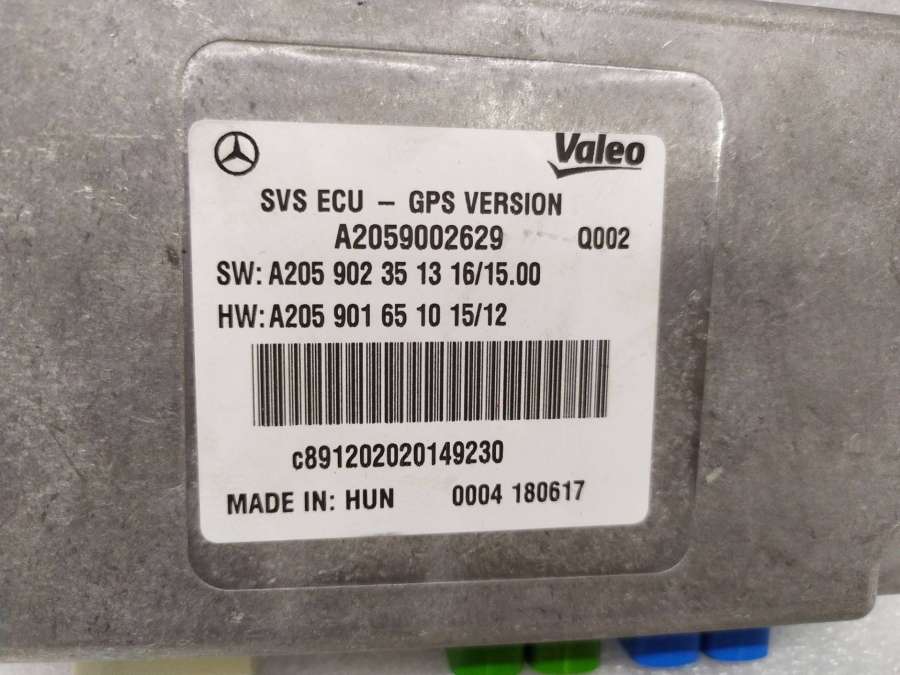 Valeo
SVS ECU - GPS VERSION
A2059002629 Q002
SW: A205 902 35 13 16/15.00
HW: A205 901 65 10 15/12
c891202020149230
MADE IN: HUN 0004 180617